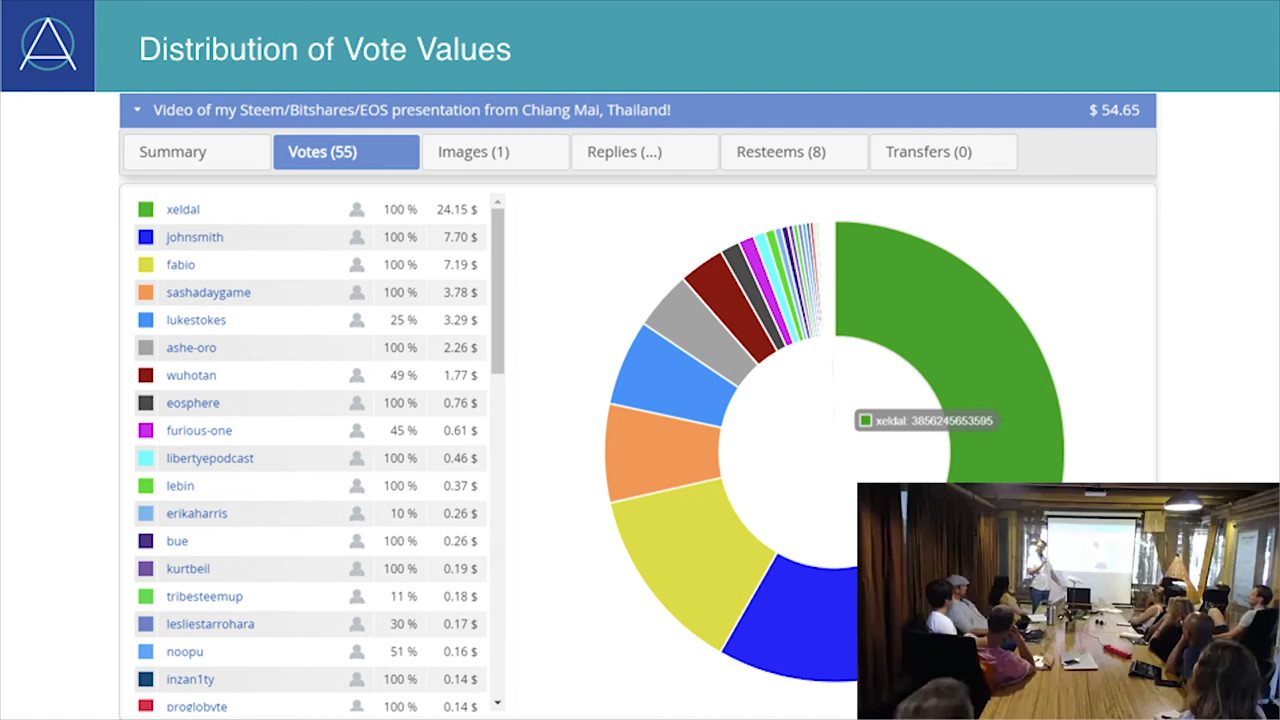 Distribution of Vote Values
Video of my Steem/Bitshares/EOS presentation from Chiang Mai, Thailand! $ 54.65
Summary Votes (55) Images (1) Replies (...) Resteems (8) Transfers (0)
xeldal 100 % 24.15 $
johnsmith 100 % 7.70 $
fabio 100 % 7.19 $
sashadaygame 100 % 3.78 $
lukestokes 25 % 3.29 $
ashe-oro 100 % 2.26 $
wuhotan 49 % 1.77 $
eosphere 100 % 0.76 $
furious-one 45 % 0.61 $
libertyepodcast 100 % 0.46 $
lebin 100 % 0.37 $
erikaharris 10 % 0.26 $
bue 100 % 0.26 $
kurtbeil 100 % 0.19 $
tribesteemup 11 % 0.18 $
lesliestarrohara 30 % 0.17 $
noopu 51 % 0.16 $
inzan1ty 100 % 0.14 $
proglobyte 100 % 0.14 $
xeldal: 3856245653595